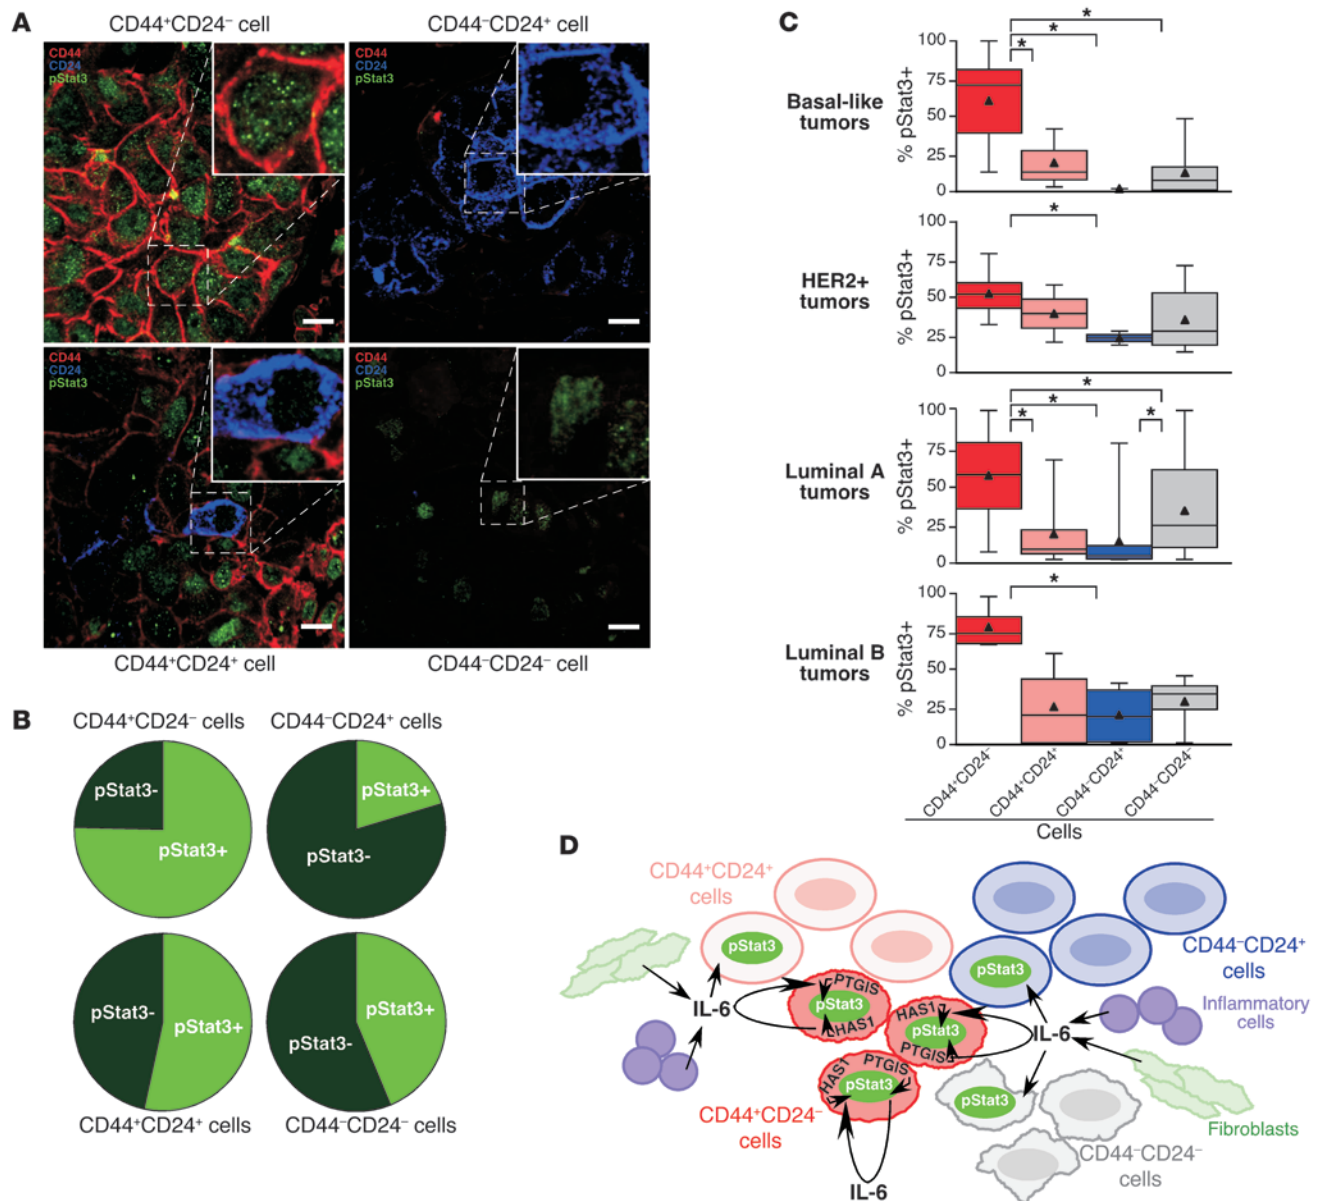 A
CD44⁺CD24⁻ cell
CD44⁻CD24⁺ cell
CD44
CD24
pStat3
CD44
CD24
pStat3
CD44
CD24
pStat3
CD44
CD24
pStat3
CD44⁺CD24⁺ cell
CD44⁻CD24⁻ cell
B
CD44⁺CD24⁻ cells
CD44⁻CD24⁺ cells
pStat3-
pStat3+
pStat3+
pStat3-
pStat3-
pStat3+
pStat3+
pStat3-
CD44⁺CD24⁺ cells
CD44⁻CD24⁻ cells
C
Basal-like
tumors
% pStat3+
100
75
50
25
0
*
*
*
HER2+
tumors
% pStat3+
100
75
50
25
0
*
Luminal A
tumors
% pStat3+
100
75
50
25
0
*
*
*
*
Luminal B
tumors
% pStat3+
100
75
50
25
0
*
CD44⁺CD24⁻
CD44⁺CD24⁺
CD44⁻CD24⁺
CD44⁻CD24⁻
Cells
D
CD44⁺CD24⁺
cells
pStat3
pStat3
CD44⁻CD24⁺
cells
IL-6
PTGIS
pStat3
HAS1
HAS1
pStat3
PTGIS
IL-6
Inflammatory
cells
HAS1
PTGIS
pStat3
pStat3
CD44⁺CD24⁻
cells
Fibroblasts
CD44⁻CD24⁻
cells
IL-6